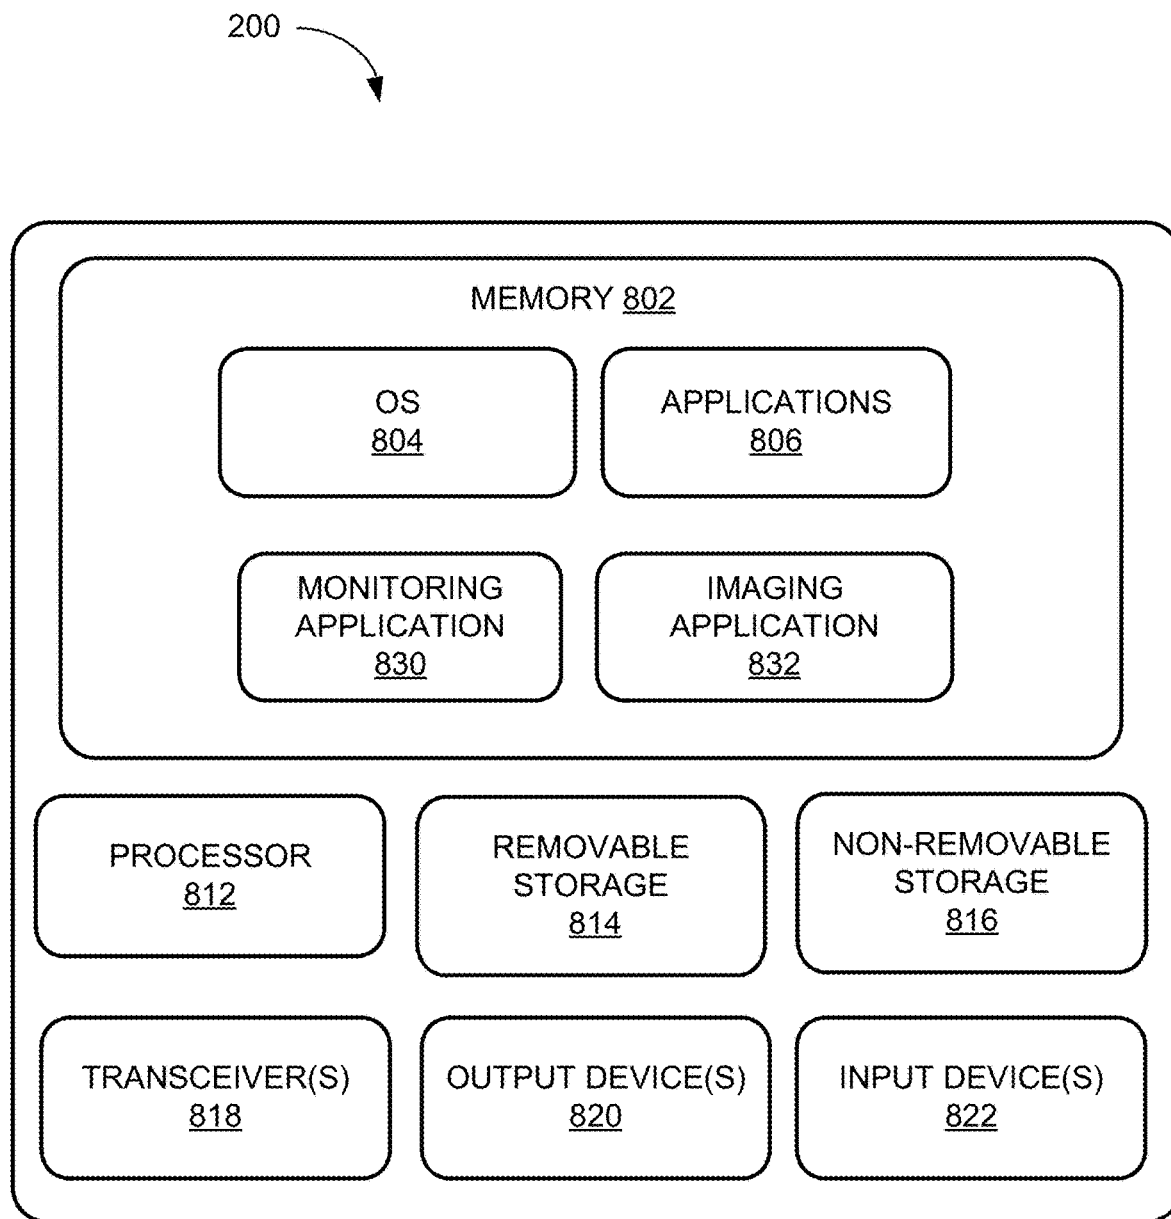 200
MEMORY 802
OS
804
APPLICATIONS
806
MONITORING
APPLICATION
830
IMAGING
APPLICATION
832
PROCESSOR
812
REMOVABLE
STORAGE
814
NON-REMOVABLE
STORAGE
816
TRANSCEIVER(S)
818
OUTPUT DEVICE(S)
820
INPUT DEVICE(S)
822